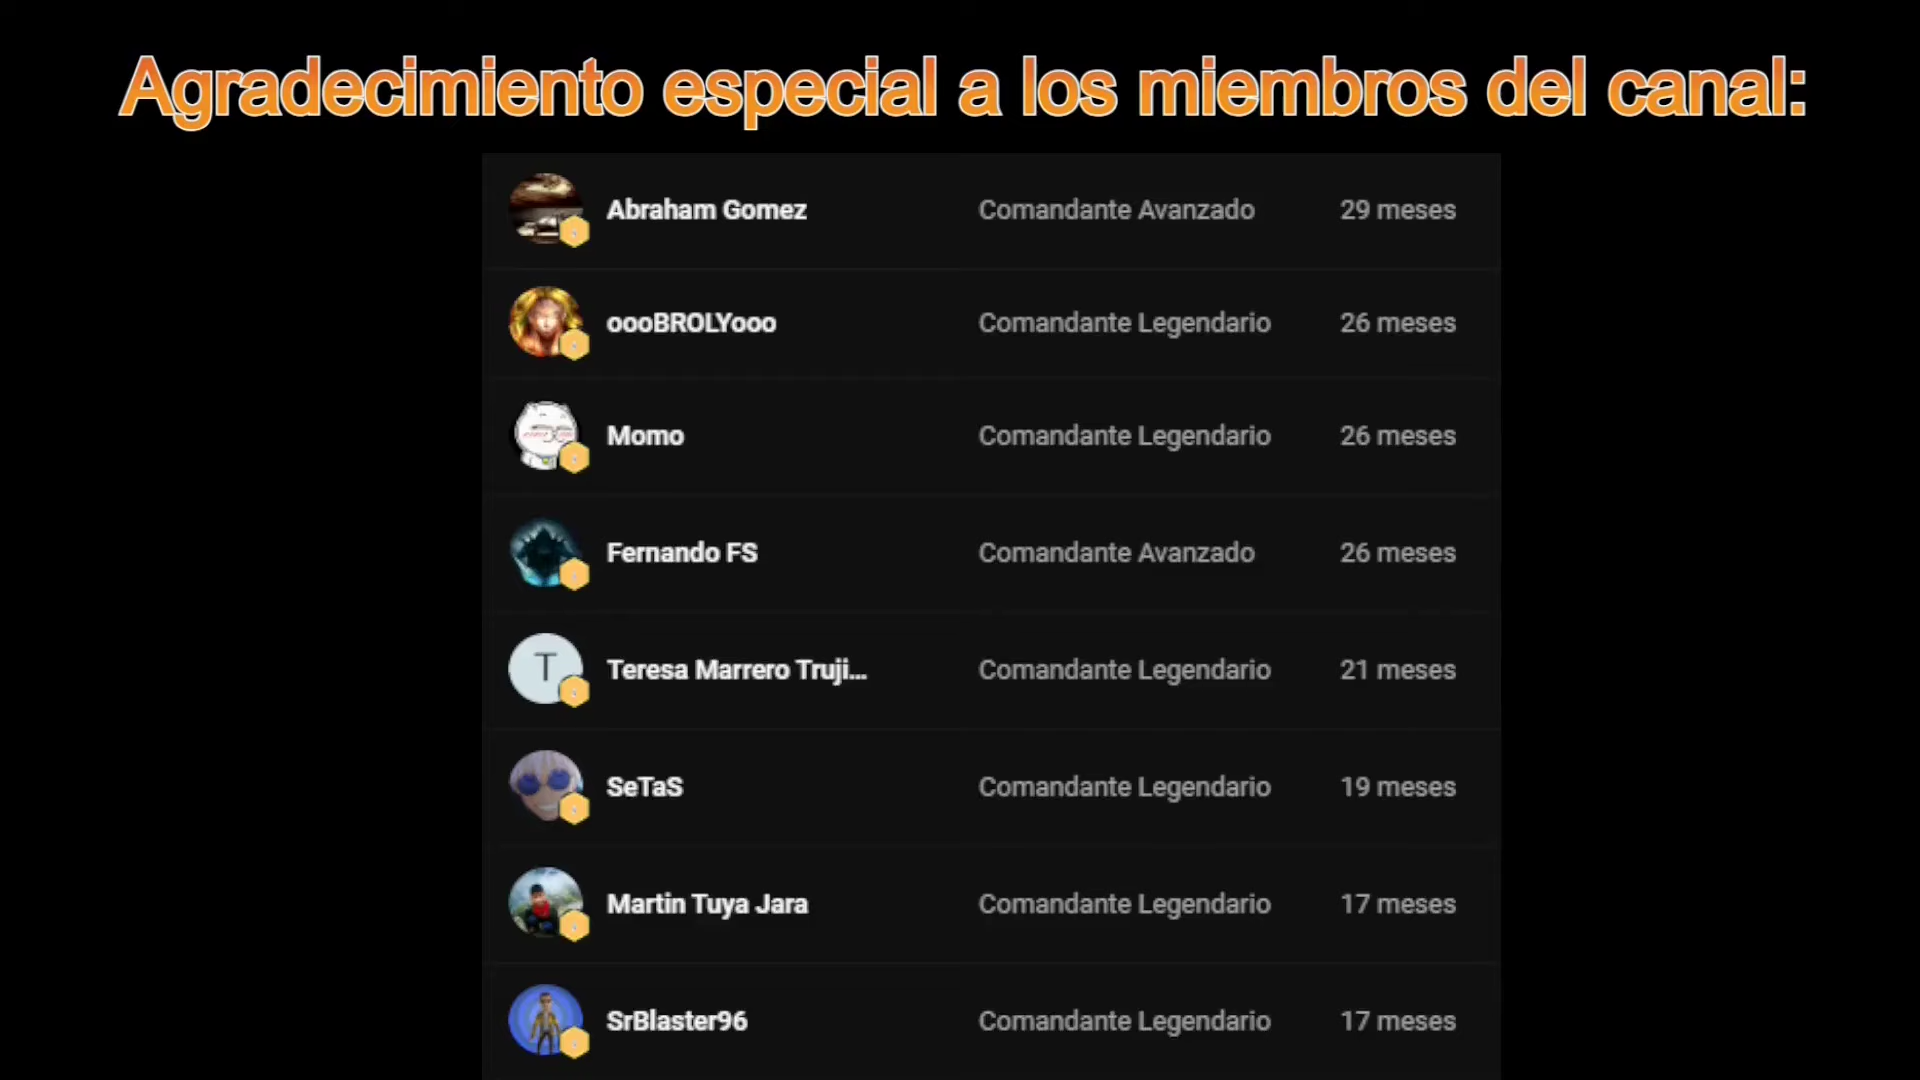 Agradecimiento especial a los miembros del canal:
Abraham Gomez Comandante Avanzado 29 meses
oooBROLYooo Comandante Legendario 26 meses
Momo Comandante Legendario 26 meses
Fernando FS Comandante Avanzado 26 meses
T Teresa Marrero Truji... Comandante Legendario 21 meses
SeTaS Comandante Legendario 19 meses
Martin Tuya Jara Comandante Legendario 17 meses
SrBlaster96 Comandante Legendario 17 meses